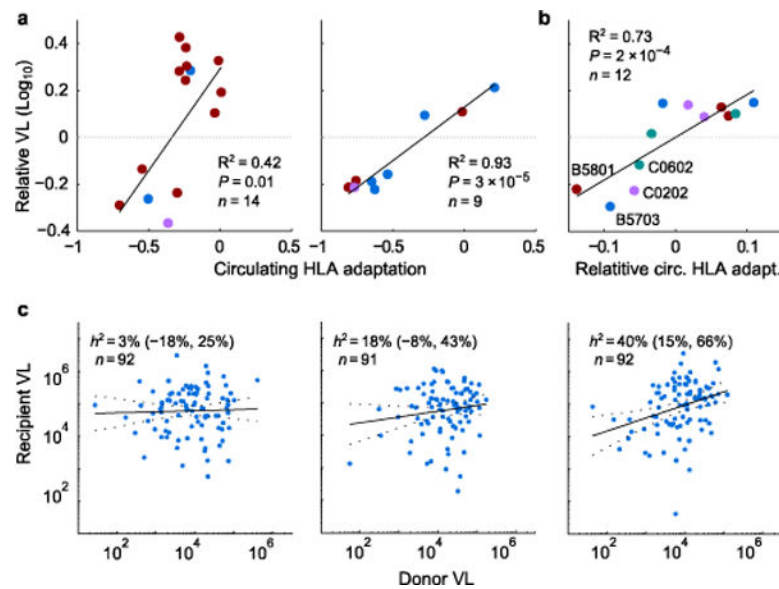 a
b
Relative VL (Log10)
0.4
0.2
0
−0.2
−0.4
R² = 0.42
P = 0.01
n = 14
R² = 0.93
P = 3 × 10⁻⁵
n = 9
R² = 0.73
P = 2 × 10⁻⁴
n = 12
B5801
C0602
C0202
B5703
−1 −0.5 0 0.5
−1 −0.5 0 0.5
0 0.1
Circulating HLA adaptation
Relatitive circ. HLA adapt.
c
h² = 3% (−18%, 25%)
n = 92
h² = 18% (−8%, 43%)
n = 91
h² = 40% (15%, 66%)
n = 92
Recipient VL
10⁶
10⁴
10²
10² 10⁴ 10⁶
10² 10⁴ 10⁶
10² 10⁴ 10⁶
Donor VL